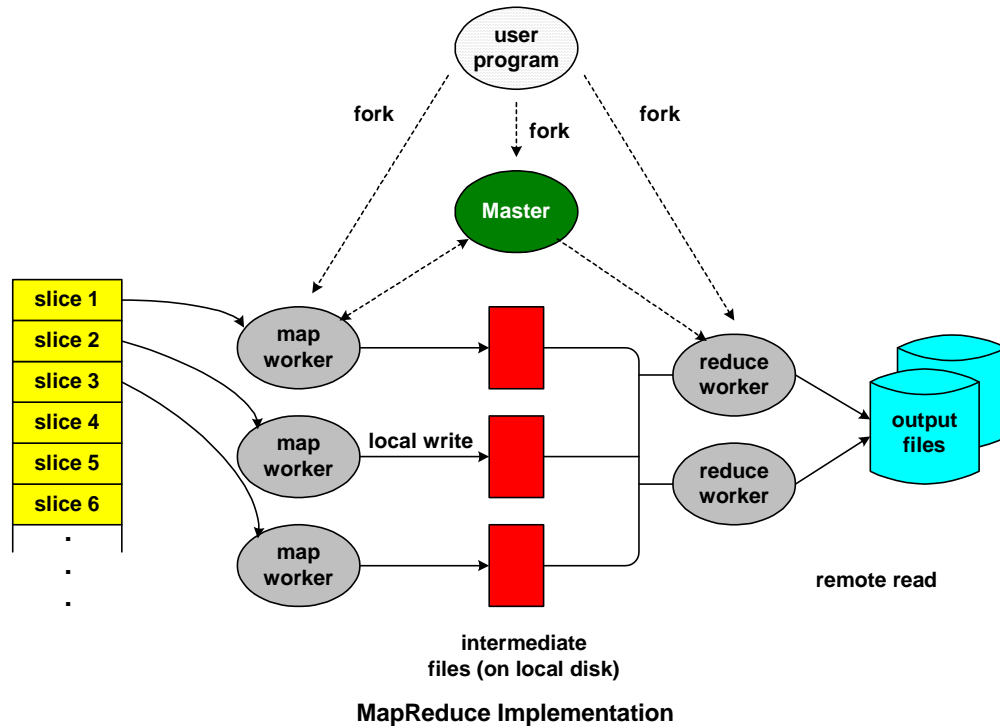 user
program
fork
fork
fork
Master
slice 1
slice 2
slice 3
slice 4
slice 5
slice 6
.
.
.
map
worker
map
worker
map
worker
local write
reduce
worker
reduce
worker
output
files
remote read
intermediate
files (on local disk)
MapReduce Implementation